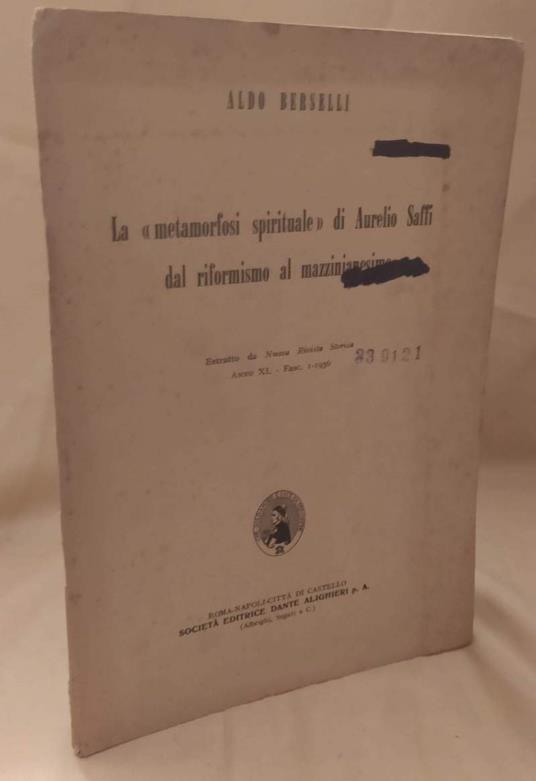 ALDO BERSELLI
La « metamorfosi spirituale » di Aurelio Saffi
dal riformismo al mazzinianesimo
Estratto da Nuova Rivista Storica
ANNO XL - FASC. I-1956
339121
ROMA-NAPOLI-CITTÀ DI CASTELLO
SOCIETÀ EDITRICE DANTE ALIGHIERI p. A.
(Albrighi, Segati e C.)